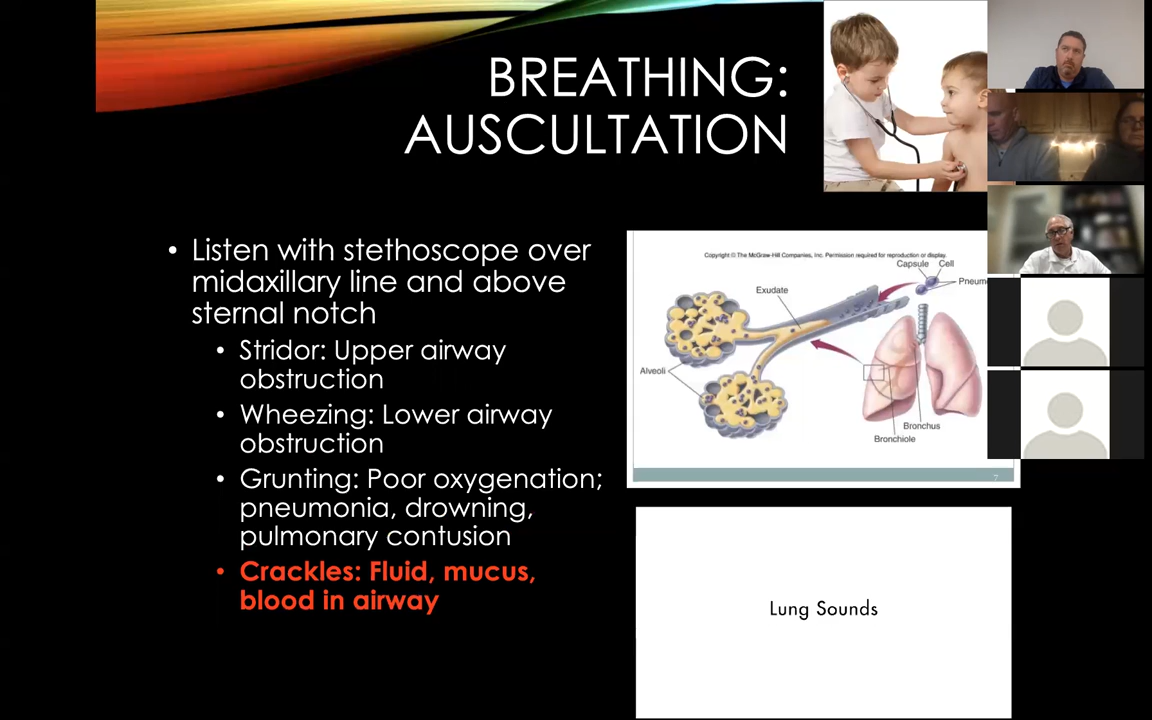 BREATHING:
AUSCULTATION
• Listen with stethoscope over
midaxillary line and above
sternal notch
• Stridor: Upper airway
obstruction
• Wheezing: Lower airway
obstruction
• Grunting: Poor oxygenation;
pneumonia, drowning,
pulmonary contusion
• Crackles: Fluid, mucus,
blood in airway
Copyright © The McGraw-Hill Companies, Inc. Permission required for reproduction or display.
Capsule Cell
Exudate
Alveoli
Bronchus
Bronchiole
7
Lung Sounds